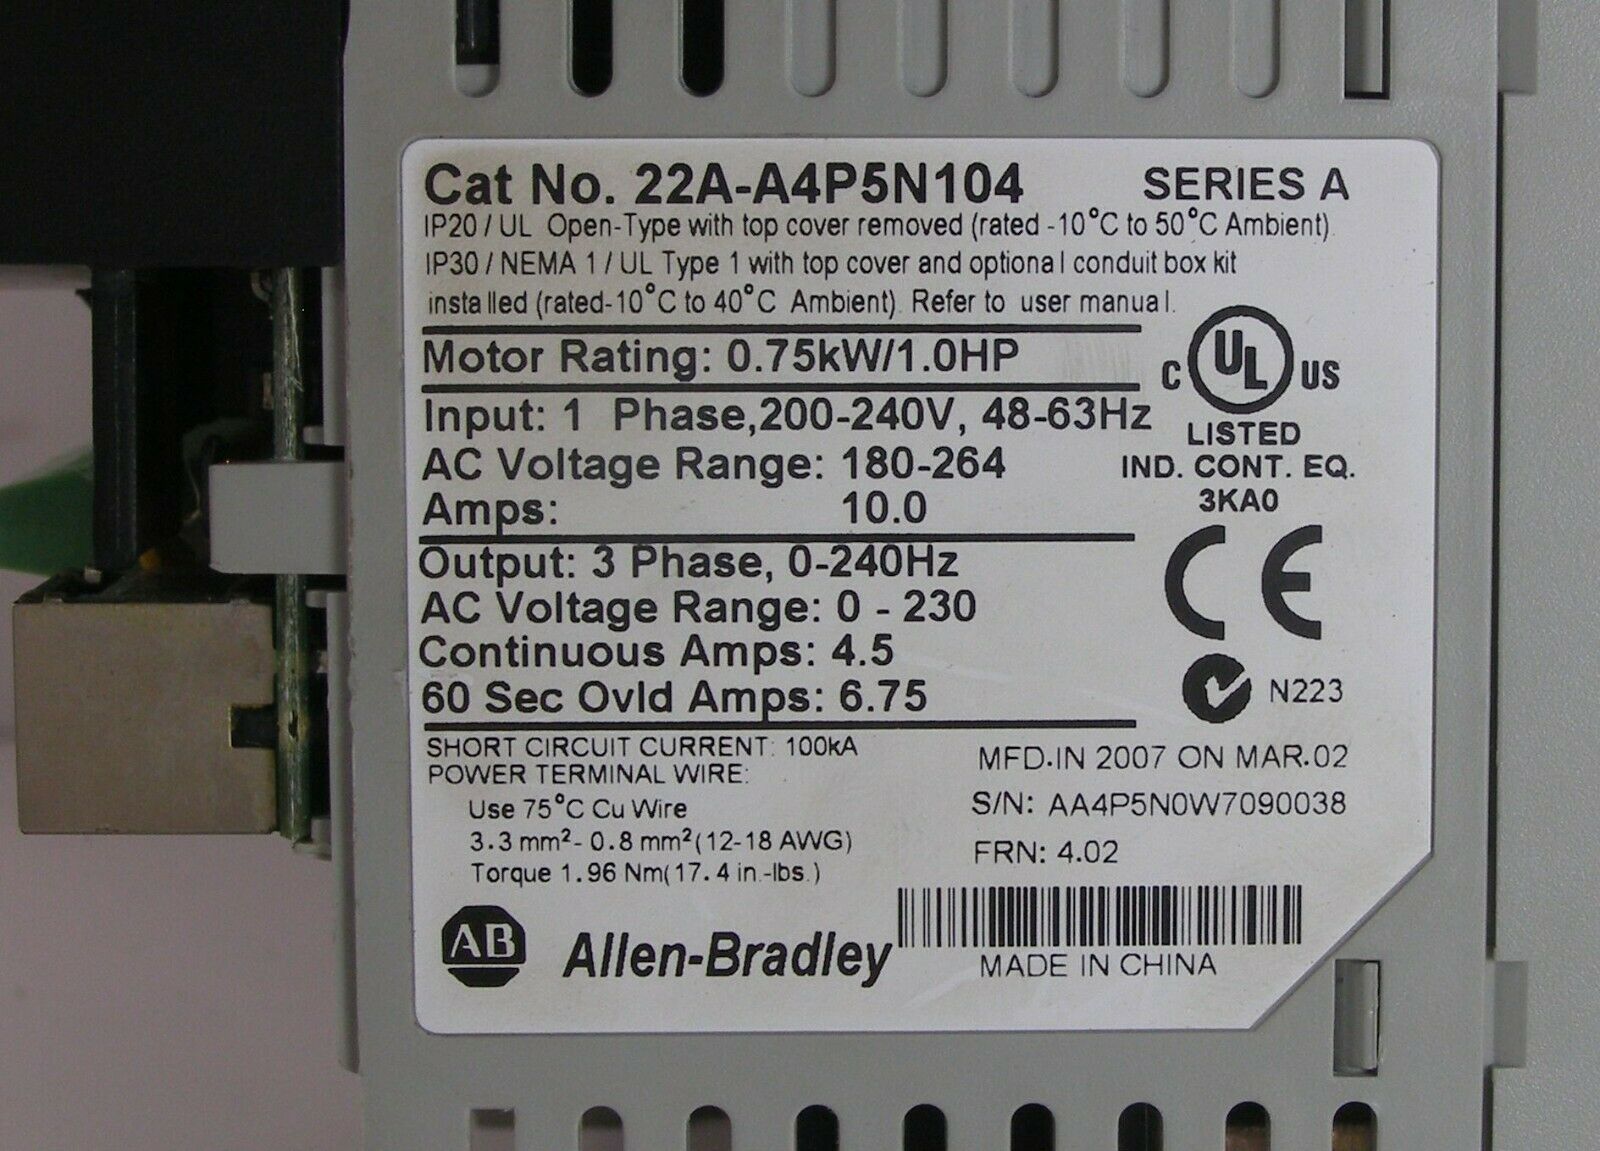 Cat No. 22A-A4P5N104 SERIES A
IP20 / UL Open-Type with top cover removed (rated -10°C to 50°C Ambient).
IP30 / NEMA 1 / UL Type 1 with top cover and optional conduit box kit
installed (rated-10°C to 40°C Ambient). Refer to user manual.
Motor Rating: 0.75kW/1.0HP
Input: 1 Phase,200-240V, 48-63Hz
AC Voltage Range: 180-264
Amps: 10.0
C UL US
LISTED
IND. CONT. EQ.
3KA0
Output: 3 Phase, 0-240Hz
AC Voltage Range: 0 - 230
Continuous Amps: 4.5
60 Sec Ovld Amps: 6.75
CE
N223
SHORT CIRCUIT CURRENT: 100kA
POWER TERMINAL WIRE:
Use 75°C Cu Wire
3.3 mm²- 0.8 mm²(12-18 AWG)
Torque 1.96 Nm(17.4 in.-lbs.)
MFD.IN 2007 ON MAR.02
S/N: AA4P5N0W7090038
FRN: 4.02
AB Allen-Bradley
MADE IN CHINA